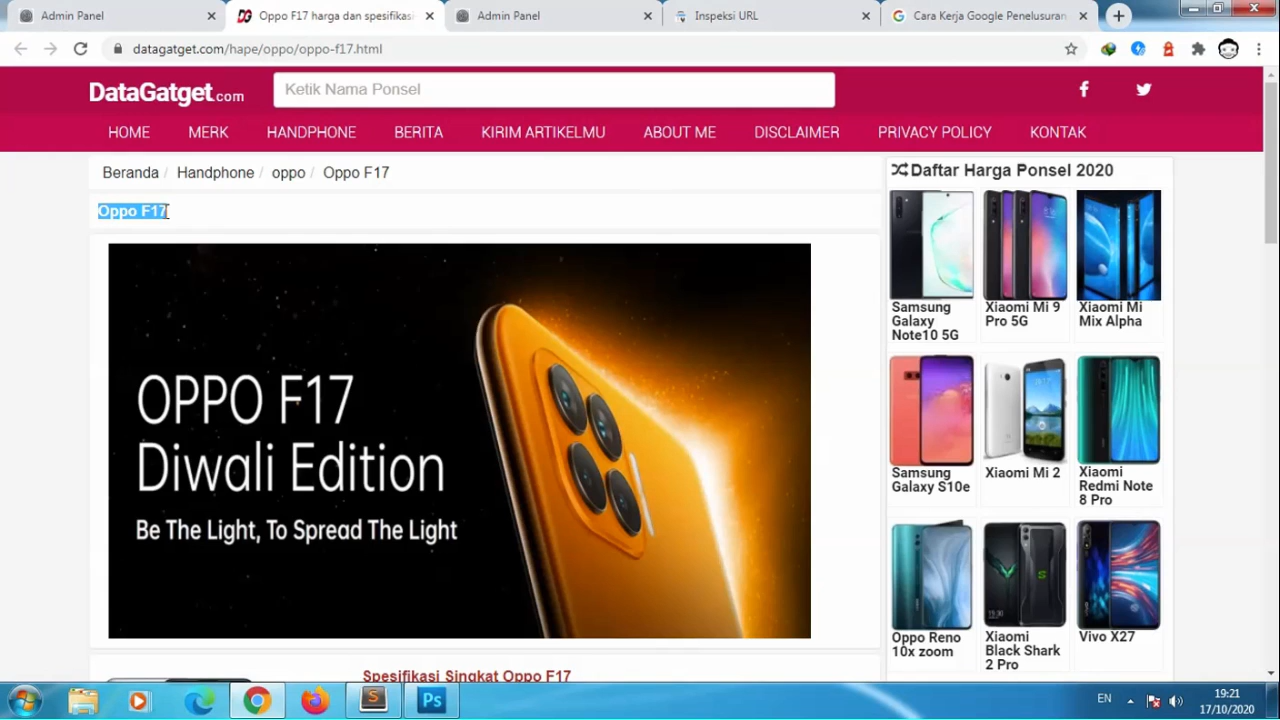 Admin Panel
Oppo F17 harga dan spesifikasi
Admin Panel
Inspeksi URL
Cara Kerja Google Penelusuran
datagatget.com/hape/oppo/oppo-f17.html
DataGatget.com
Ketik Nama Ponsel
HOME MERK HANDPHONE BERITA KIRIM ARTIKELMU ABOUT ME DISCLAIMER PRIVACY POLICY KONTAK
Beranda / Handphone / oppo / Oppo F17
Oppo F17
OPPO F17
Diwali Edition
Be The Light, To Spread The Light
Spesifikasi Singkat Oppo F17
Daftar Harga Ponsel 2020
Samsung
Galaxy
Note10 5G
Xiaomi Mi 9
Pro 5G
Xiaomi Mi
Mix Alpha
Samsung
Galaxy S10e
Xiaomi Mi 2
Xiaomi
Redmi Note
8 Pro
Oppo Reno
10x zoom
Xiaomi
Black Shark
2 Pro
Vivo X27
EN
19:21
17/10/2020